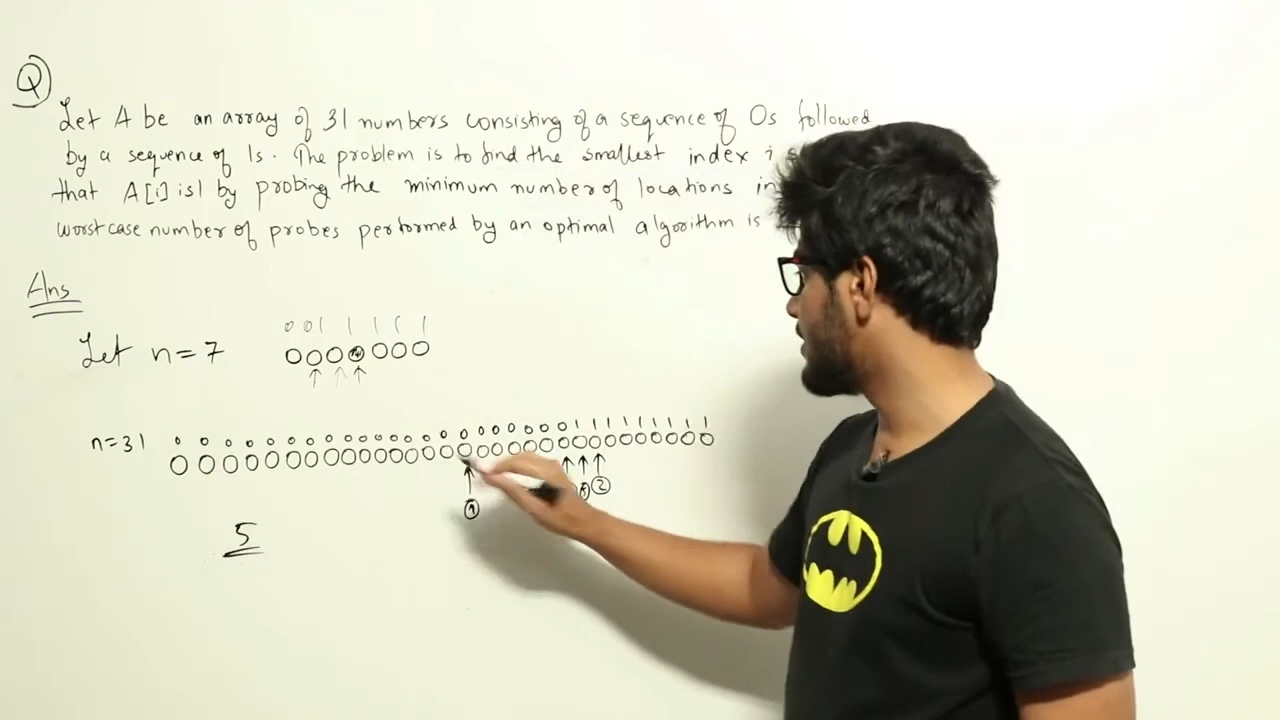 Q
Let A be an array of 31 numbers consisting of a sequence of 0s followed
by a sequence of 1s. The problem is to find the smallest index i
that A[i] is 1 by probing the minimum number of locations in
worst case number of probes performed by an optimal algorithm is
Ans
0 0 1 1 1 1 1
Let n=7
n=31 0 0 0 0 0 0 0 0 0 0 0 0 0 0 0 0 0 0 0 0 0 0 1 1 1 1 1 1 1 1 1
2
1
5